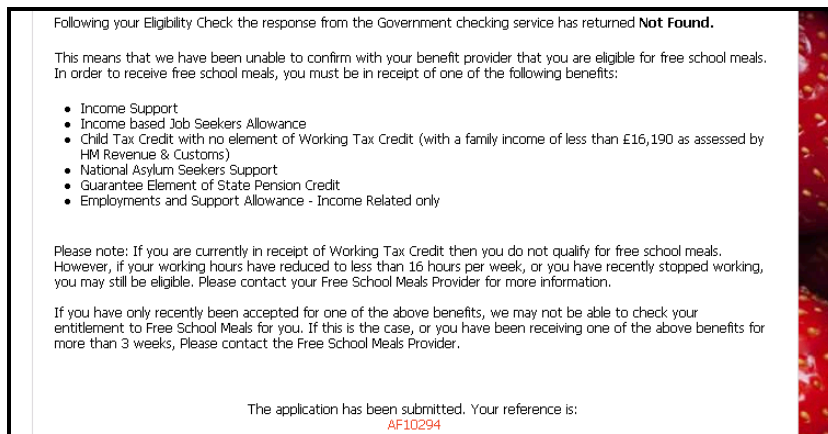 Following your Eligibility Check the response from the Government checking service has returned Not Found.
This means that we have been unable to confirm with your benefit provider that you are eligible for free school meals.
In order to receive free school meals, you must be in receipt of one of the following benefits:
• Income Support
• Income based Job Seekers Allowance
• Child Tax Credit with no element of Working Tax Credit (with a family income of less than £16,190 as assessed by
HM Revenue & Customs)
• National Asylum Seekers Support
• Guarantee Element of State Pension Credit
• Employments and Support Allowance - Income Related only
Please note: If you are currently in receipt of Working Tax Credit then you do not qualify for free school meals.
However, if your working hours have reduced to less than 16 hours per week, or you have recently stopped working,
you may still be eligible. Please contact your Free School Meals Provider for more information.
If you have only recently been accepted for one of the above benefits, we may not be able to check your
entitlement to Free School Meals for you. If this is the case, or you have been receiving one of the above benefits for
more than 3 weeks, Please contact the Free School Meals Provider.
The application has been submitted. Your reference is:
AF10294